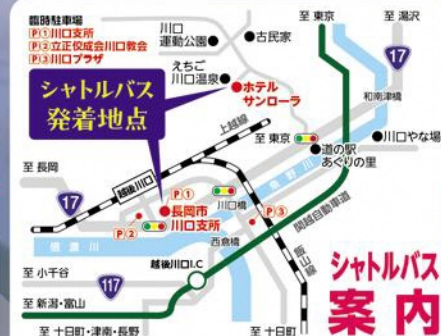 臨時駐車場
P① 川口支所
P② 立正佼成会川口教会
P③ 川口プラザ
川口
運動公園
古民家
至 東京
至 湯沢
17
えちご
川口温泉
ホテル
サンローラ
シャトルバス
発着地点
和南津橋
上越線
至 東京
道の駅
あぐりの里
川口やな場
至 長岡
越後川口
P①
魚野川
17
長岡市
川口支所
川口橋
P③
P②
関越自動車道
信濃川
西倉橋
飯山線
至 小千谷
越後川口I.C
117
至 新潟・富山
至 十日町・津南・長野
至 十日町
シャトルバス
案内